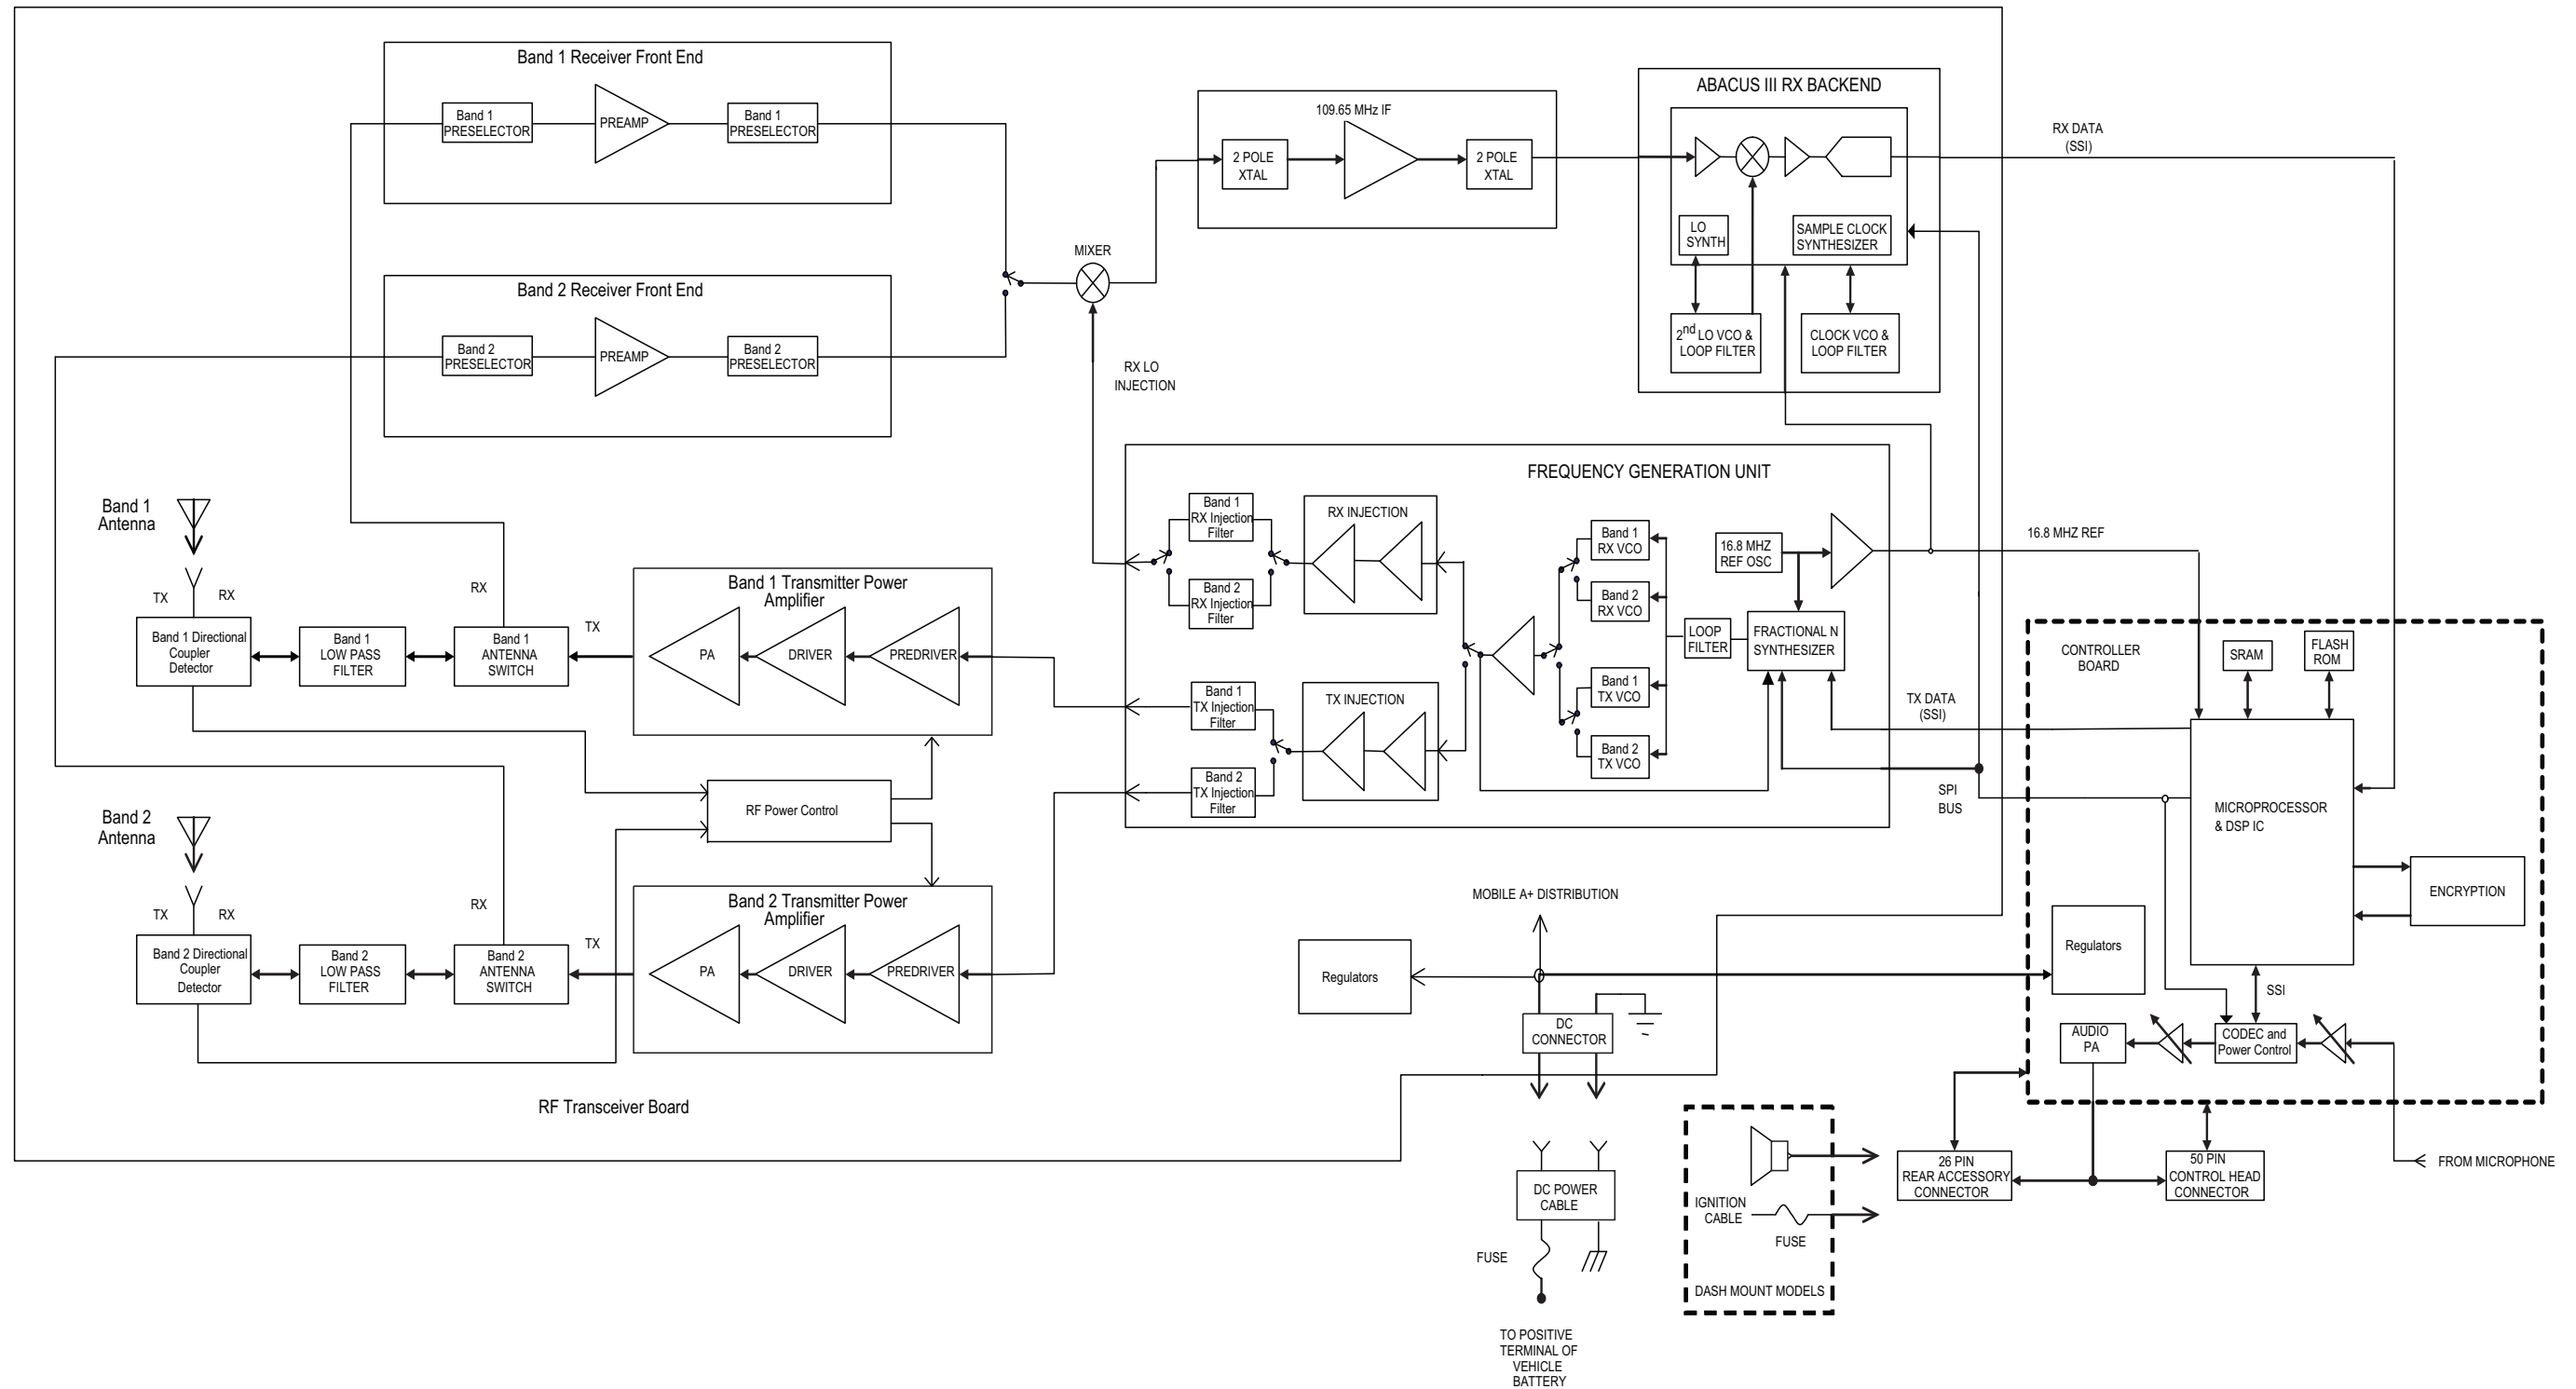 Band 1 Receiver Front End
Band 1
PRESELECTOR
PREAMP
Band 1
PRESELECTOR
Band 2 Receiver Front End
Band 2
PRESELECTOR
PREAMP
Band 2
PRESELECTOR
MIXER
RX LO
INJECTION
109.65 MHz IF
2 POLE
XTAL
2 POLE
XTAL
ABACUS III RX BACKEND
LO
SYNTH
SAMPLE CLOCK
SYNTHESIZER
2nd LO VCO &
LOOP FILTER
CLOCK VCO &
LOOP FILTER
RX DATA
(SSI)
FREQUENCY GENERATION UNIT
Band 1
RX Injection
Filter
Band 2
RX Injection
Filter
RX INJECTION
Band 1
RX VCO
Band 2
RX VCO
16.8 MHZ
REF OSC
LOOP
FILTER
FRACTIONAL N
SYNTHESIZER
Band 1
TX VCO
Band 2
TX VCO
Band 1
TX Injection
Filter
Band 2
TX Injection
Filter
TX INJECTION
16.8 MHZ REF
TX DATA
(SSI)
SPI
BUS
Band 1
Antenna
TX
RX
Band 1 Directional
Coupler
Detector
Band 1
LOW PASS
FILTER
RX
Band 1
ANTENNA
SWITCH
TX
Band 1 Transmitter Power
Amplifier
PA
DRIVER
PREDRIVER
RF Power Control
Band 2
Antenna
TX
RX
Band 2 Directional
Coupler
Detector
Band 2
LOW PASS
FILTER
RX
Band 2
ANTENNA
SWITCH
TX
Band 2 Transmitter Power
Amplifier
PA
DRIVER
PREDRIVER
RF Transceiver Board
MOBILE A+ DISTRIBUTION
Regulators
DC
CONNECTOR
DC POWER
CABLE
FUSE
TO POSITIVE
TERMINAL OF
VEHICLE
BATTERY
IGNITION
CABLE
FUSE
DASH MOUNT MODELS
CONTROLLER
BOARD
SRAM
FLASH
ROM
MICROPROCESSOR
& DSP IC
ENCRYPTION
Regulators
SSI
AUDIO
PA
CODEC and
Power Control
26 PIN
REAR ACCESSORY
CONNECTOR
50 PIN
CONTROL HEAD
CONNECTOR
FROM MICROPHONE